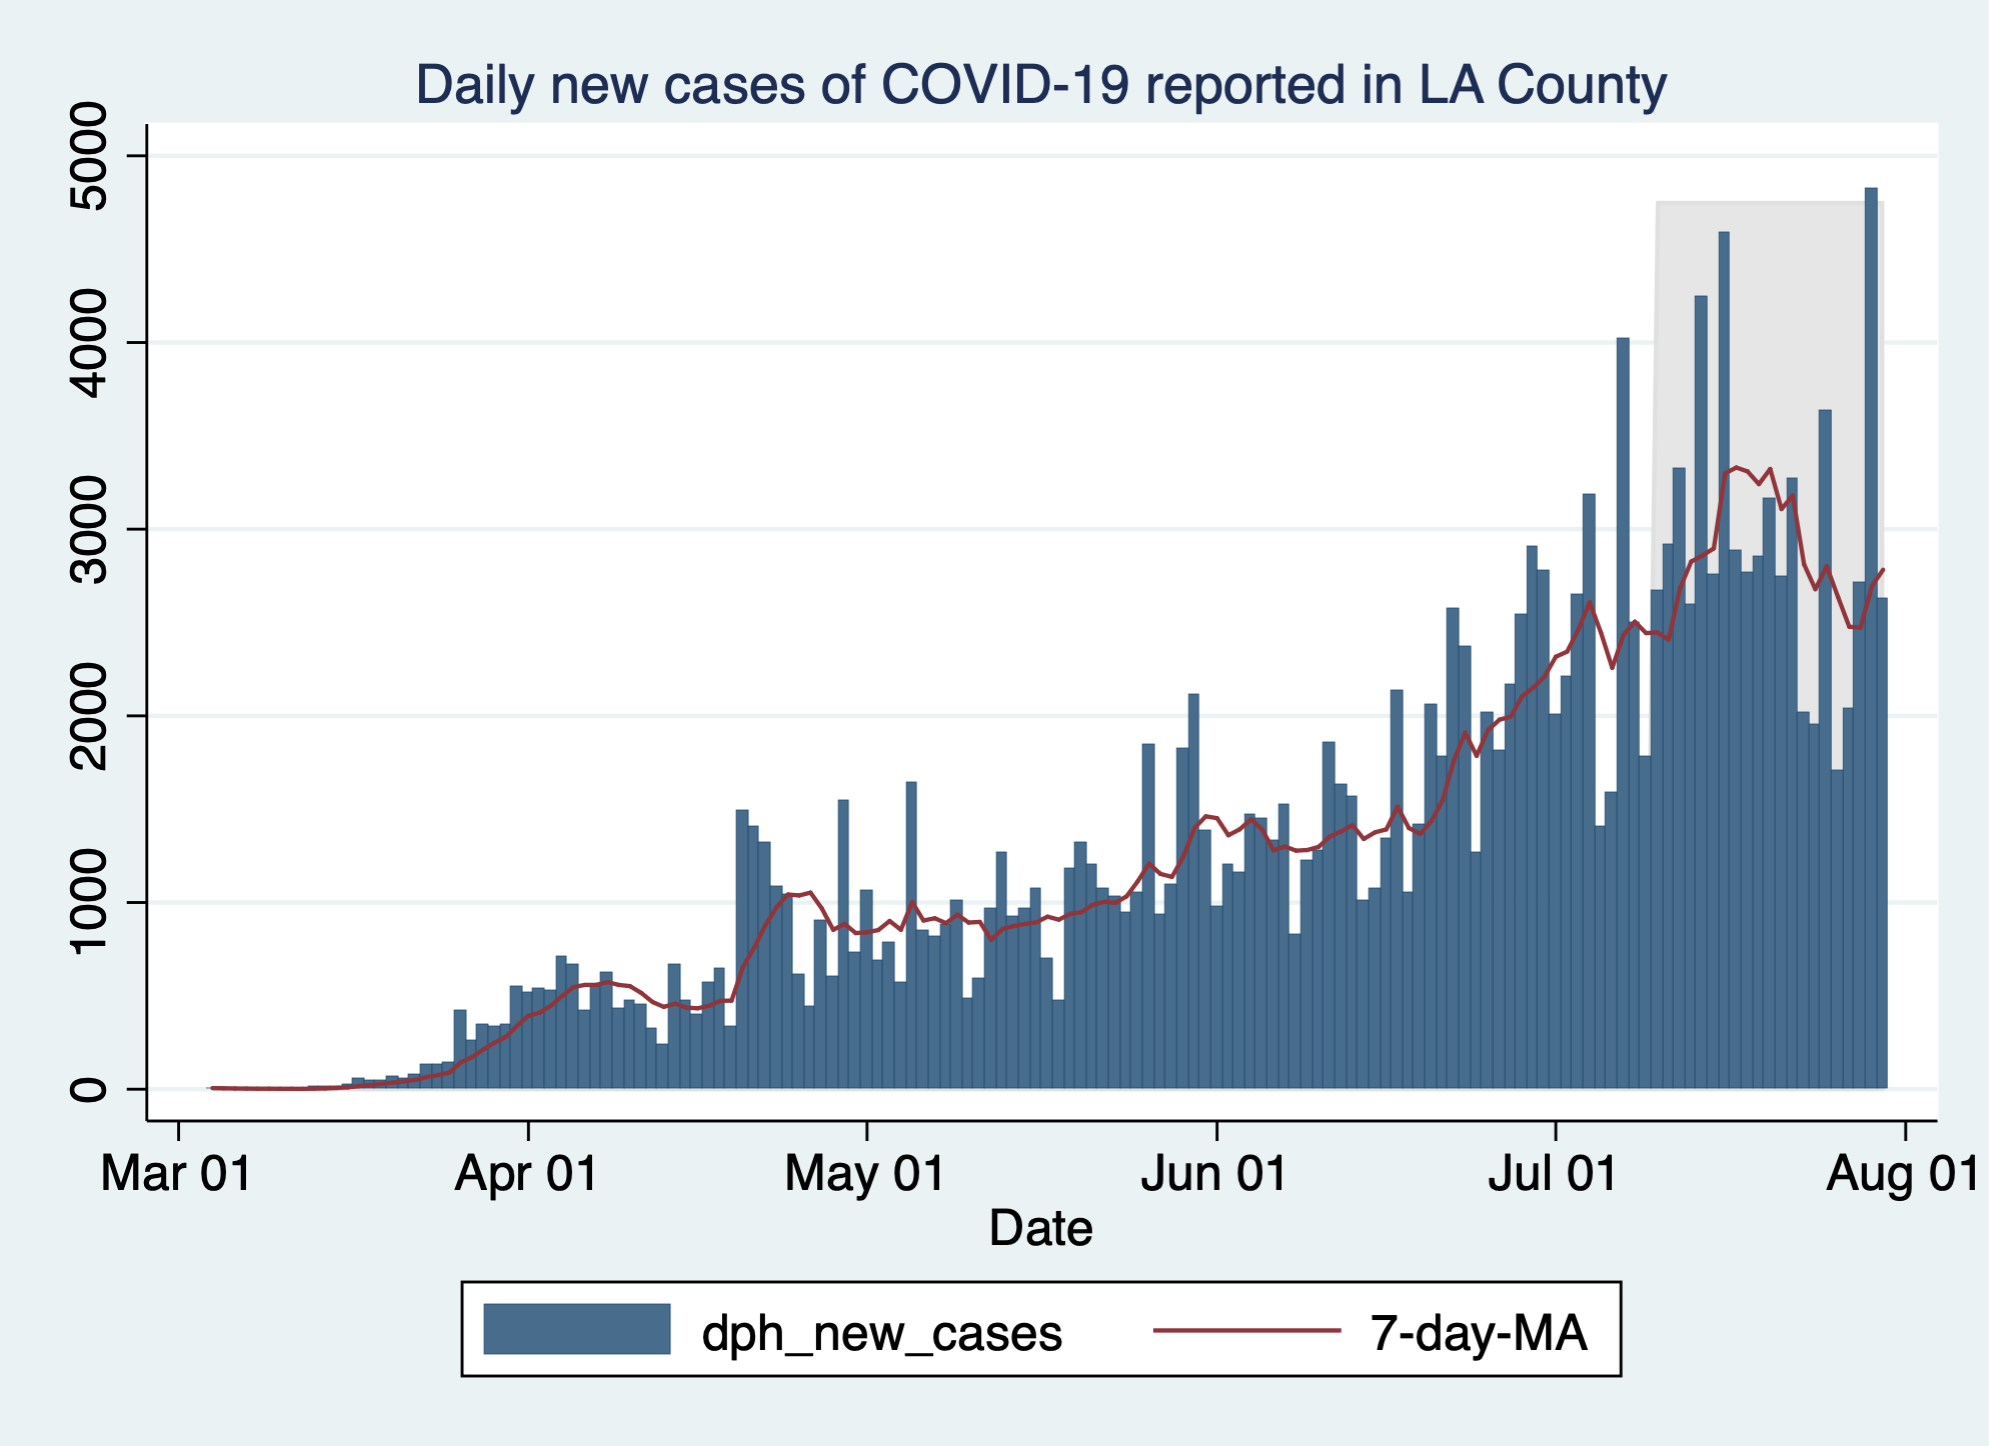 Daily new cases of COVID-19 reported in LA County
5000
4000
3000
2000
1000
0
Mar 01 Apr 01 May 01 Jun 01 Jul 01 Aug 01
Date
dph_new_cases 7-day-MA